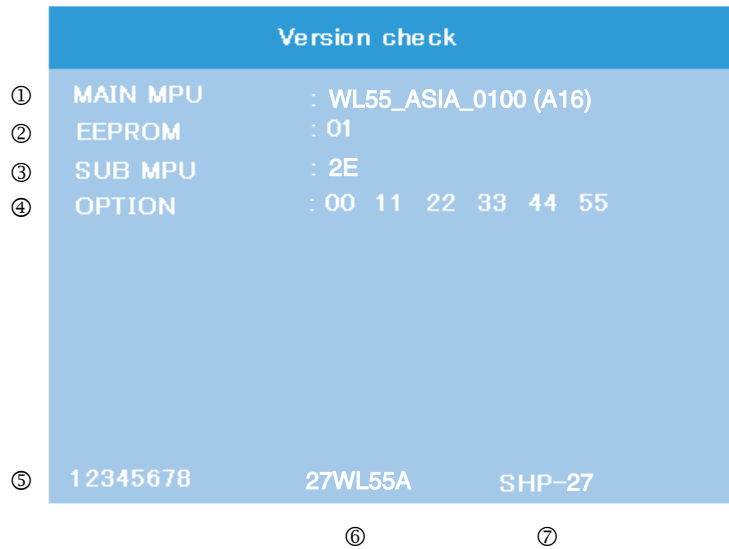 Version check
① MAIN MPU : WL55_ASIA_0100 (A16)
② EEPROM : 01
③ SUB MPU : 2E
④ OPTION : 00 11 22 33 44 55
⑤ 12345678 27WL55A SHP-27
⑥ ⑦